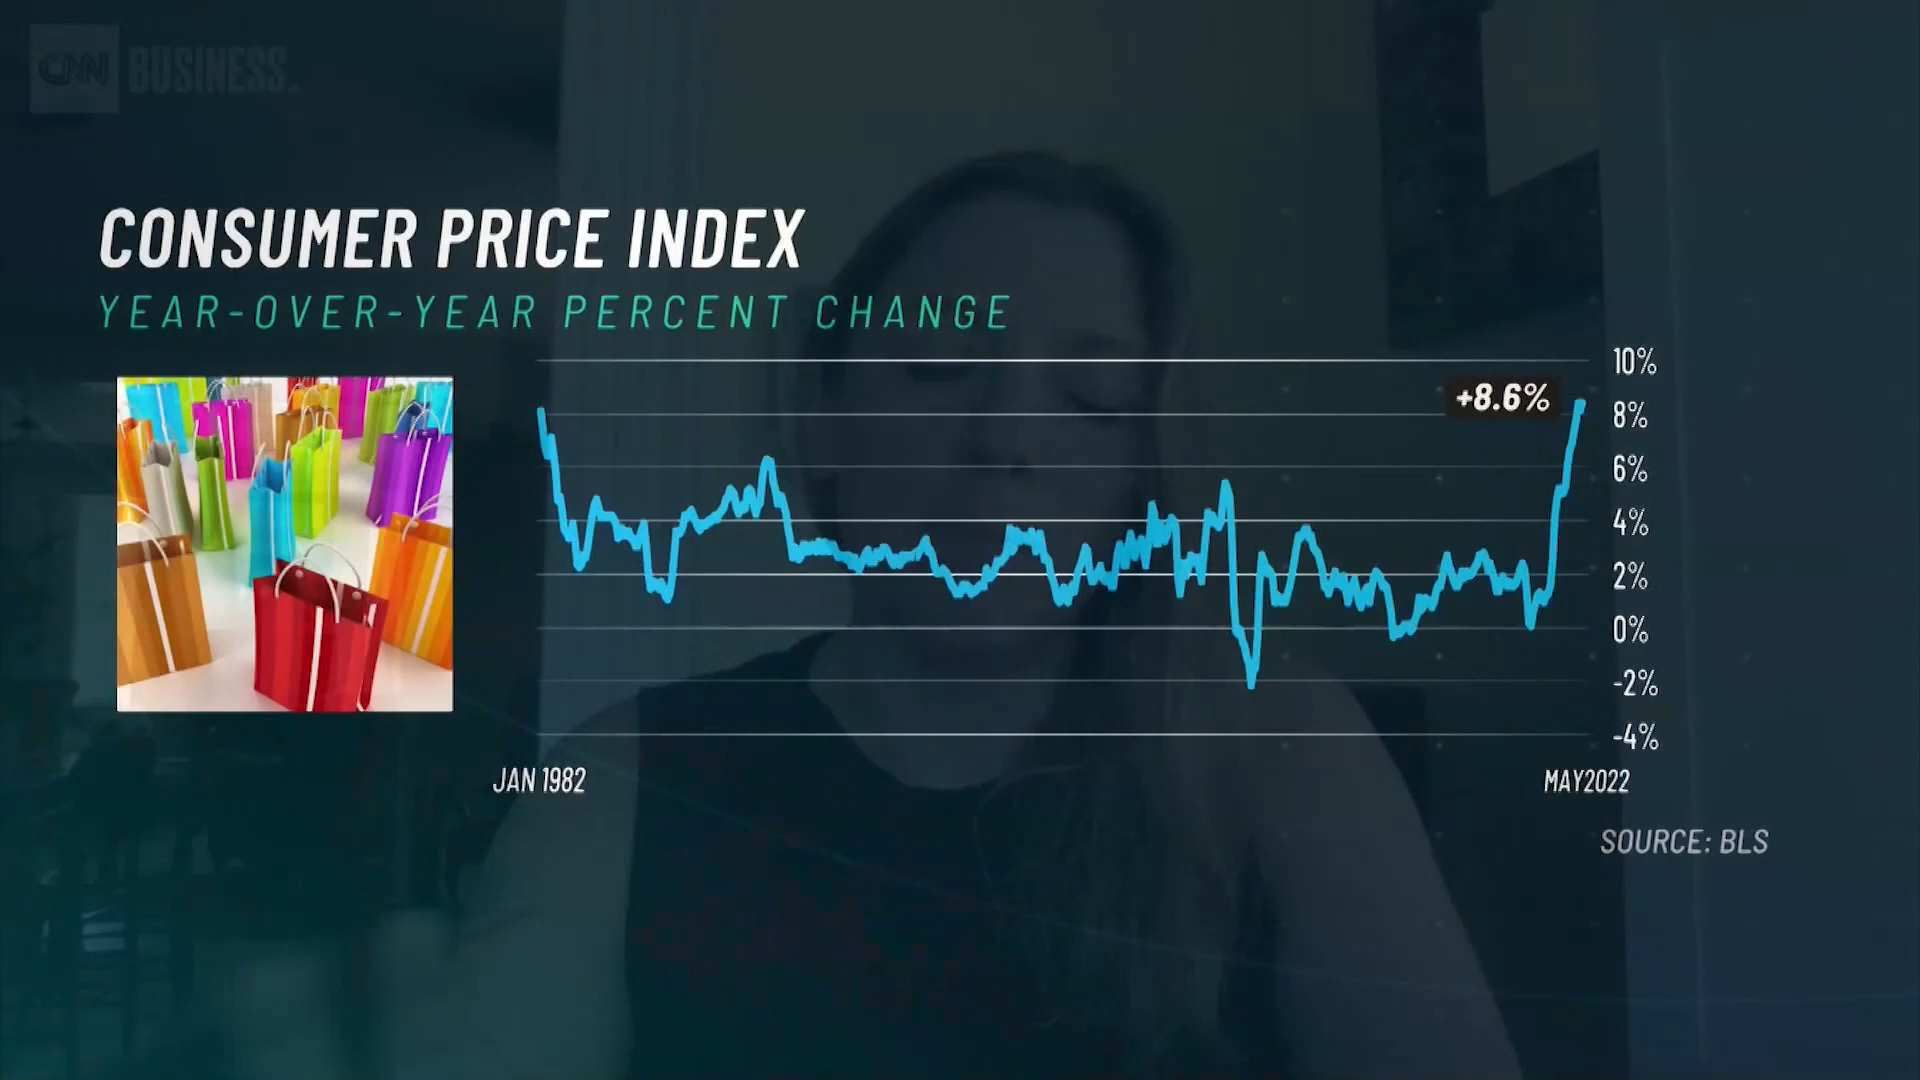 CNN BUSINESS.
CONSUMER PRICE INDEX
YEAR-OVER-YEAR PERCENT CHANGE
10%
+8.6%
8%
6%
4%
2%
0%
-2%
-4%
JAN 1982
MAY2022
SOURCE: BLS